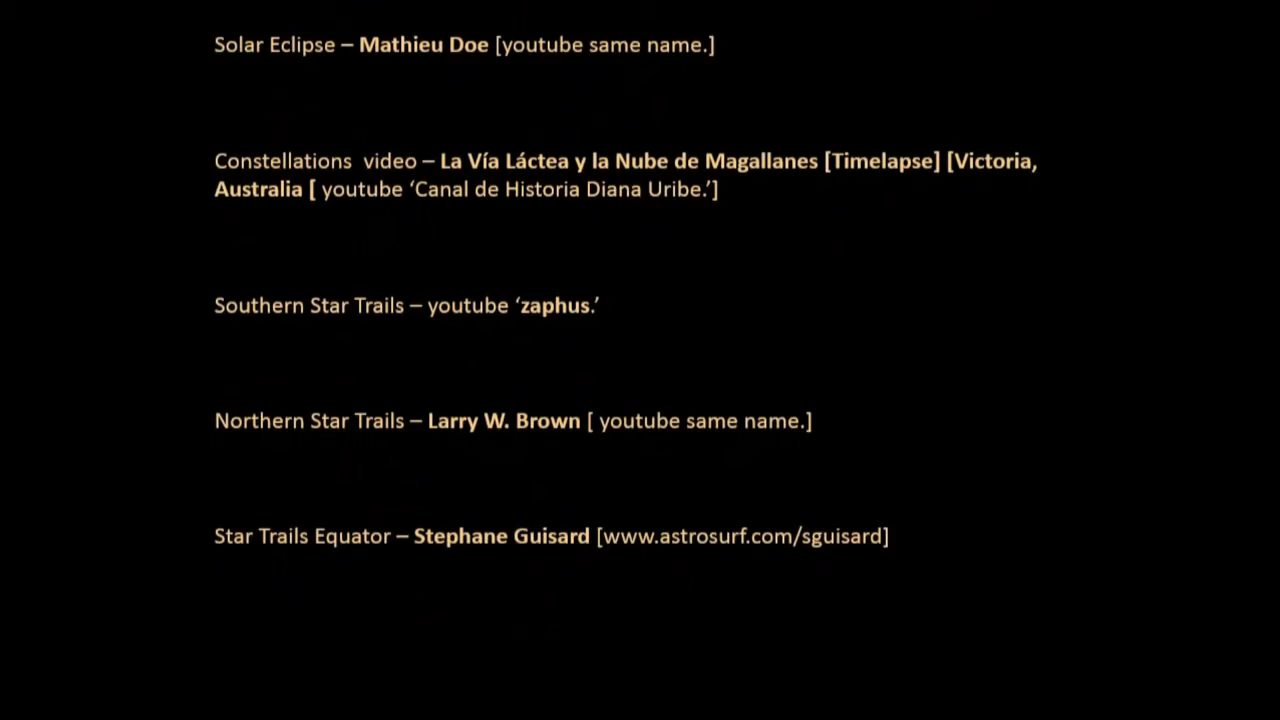 Solar Eclipse – Mathieu Doe [youtube same name.]
Constellations  video – La Vía Láctea y la Nube de Magallanes [Timelapse] [Victoria,
Australia [ youtube ‘Canal de Historia Diana Uribe.’]
Southern Star Trails – youtube ‘zaphus.’
Northern Star Trails – Larry W. Brown [ youtube same name.]
Star Trails Equator – Stephane Guisard [www.astrosurf.com/sguisard]